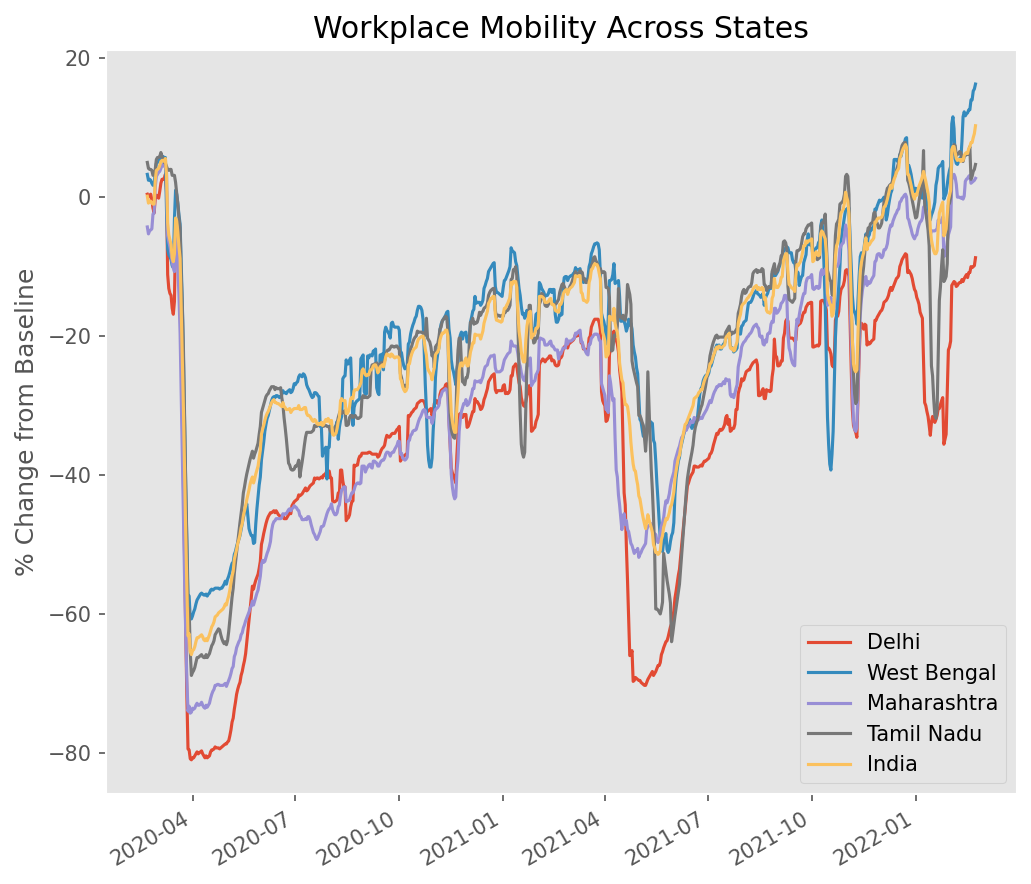 Workplace Mobility Across States
% Change from Baseline
20
0
−20
−40
−60
−80
2020-04
2020-07
2020-10
2021-01
2021-04
2021-07
2021-10
2022-01
Delhi
West Bengal
Maharashtra
Tamil Nadu
India